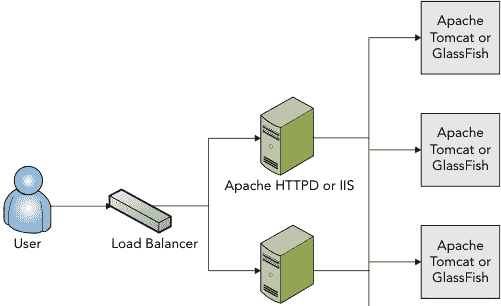 Apache
Tomcat or
GlassFish
Apache
Tomcat or
GlassFish
Apache HTTPD or IIS
User
Load Balancer
Apache
Tomcat or
GlassFish